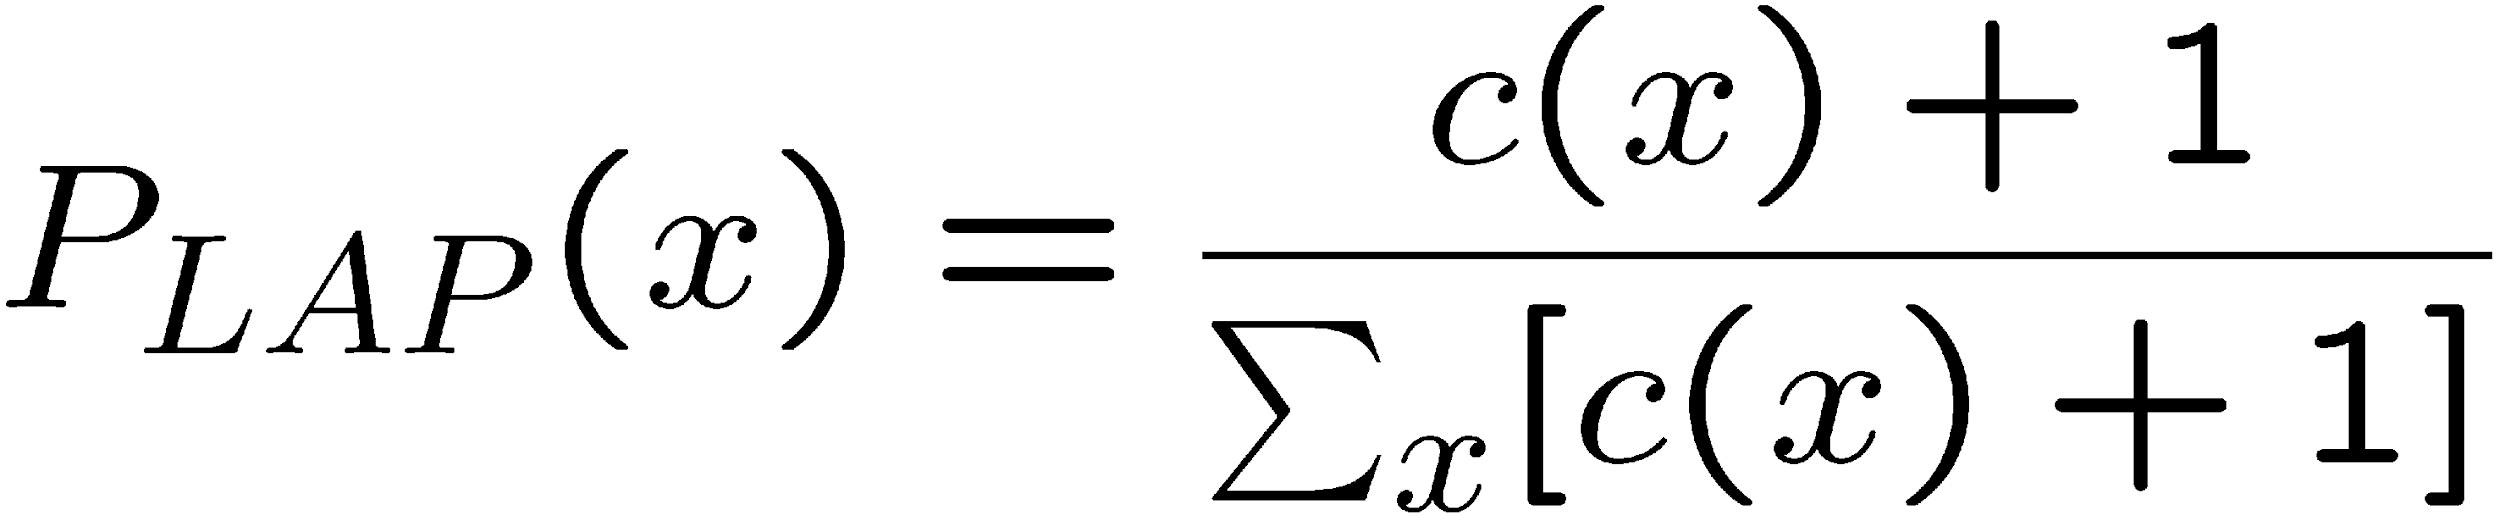 P_{LAP}(x) = \frac{c(x) + 1}{\sum_x [c(x) + 1]}